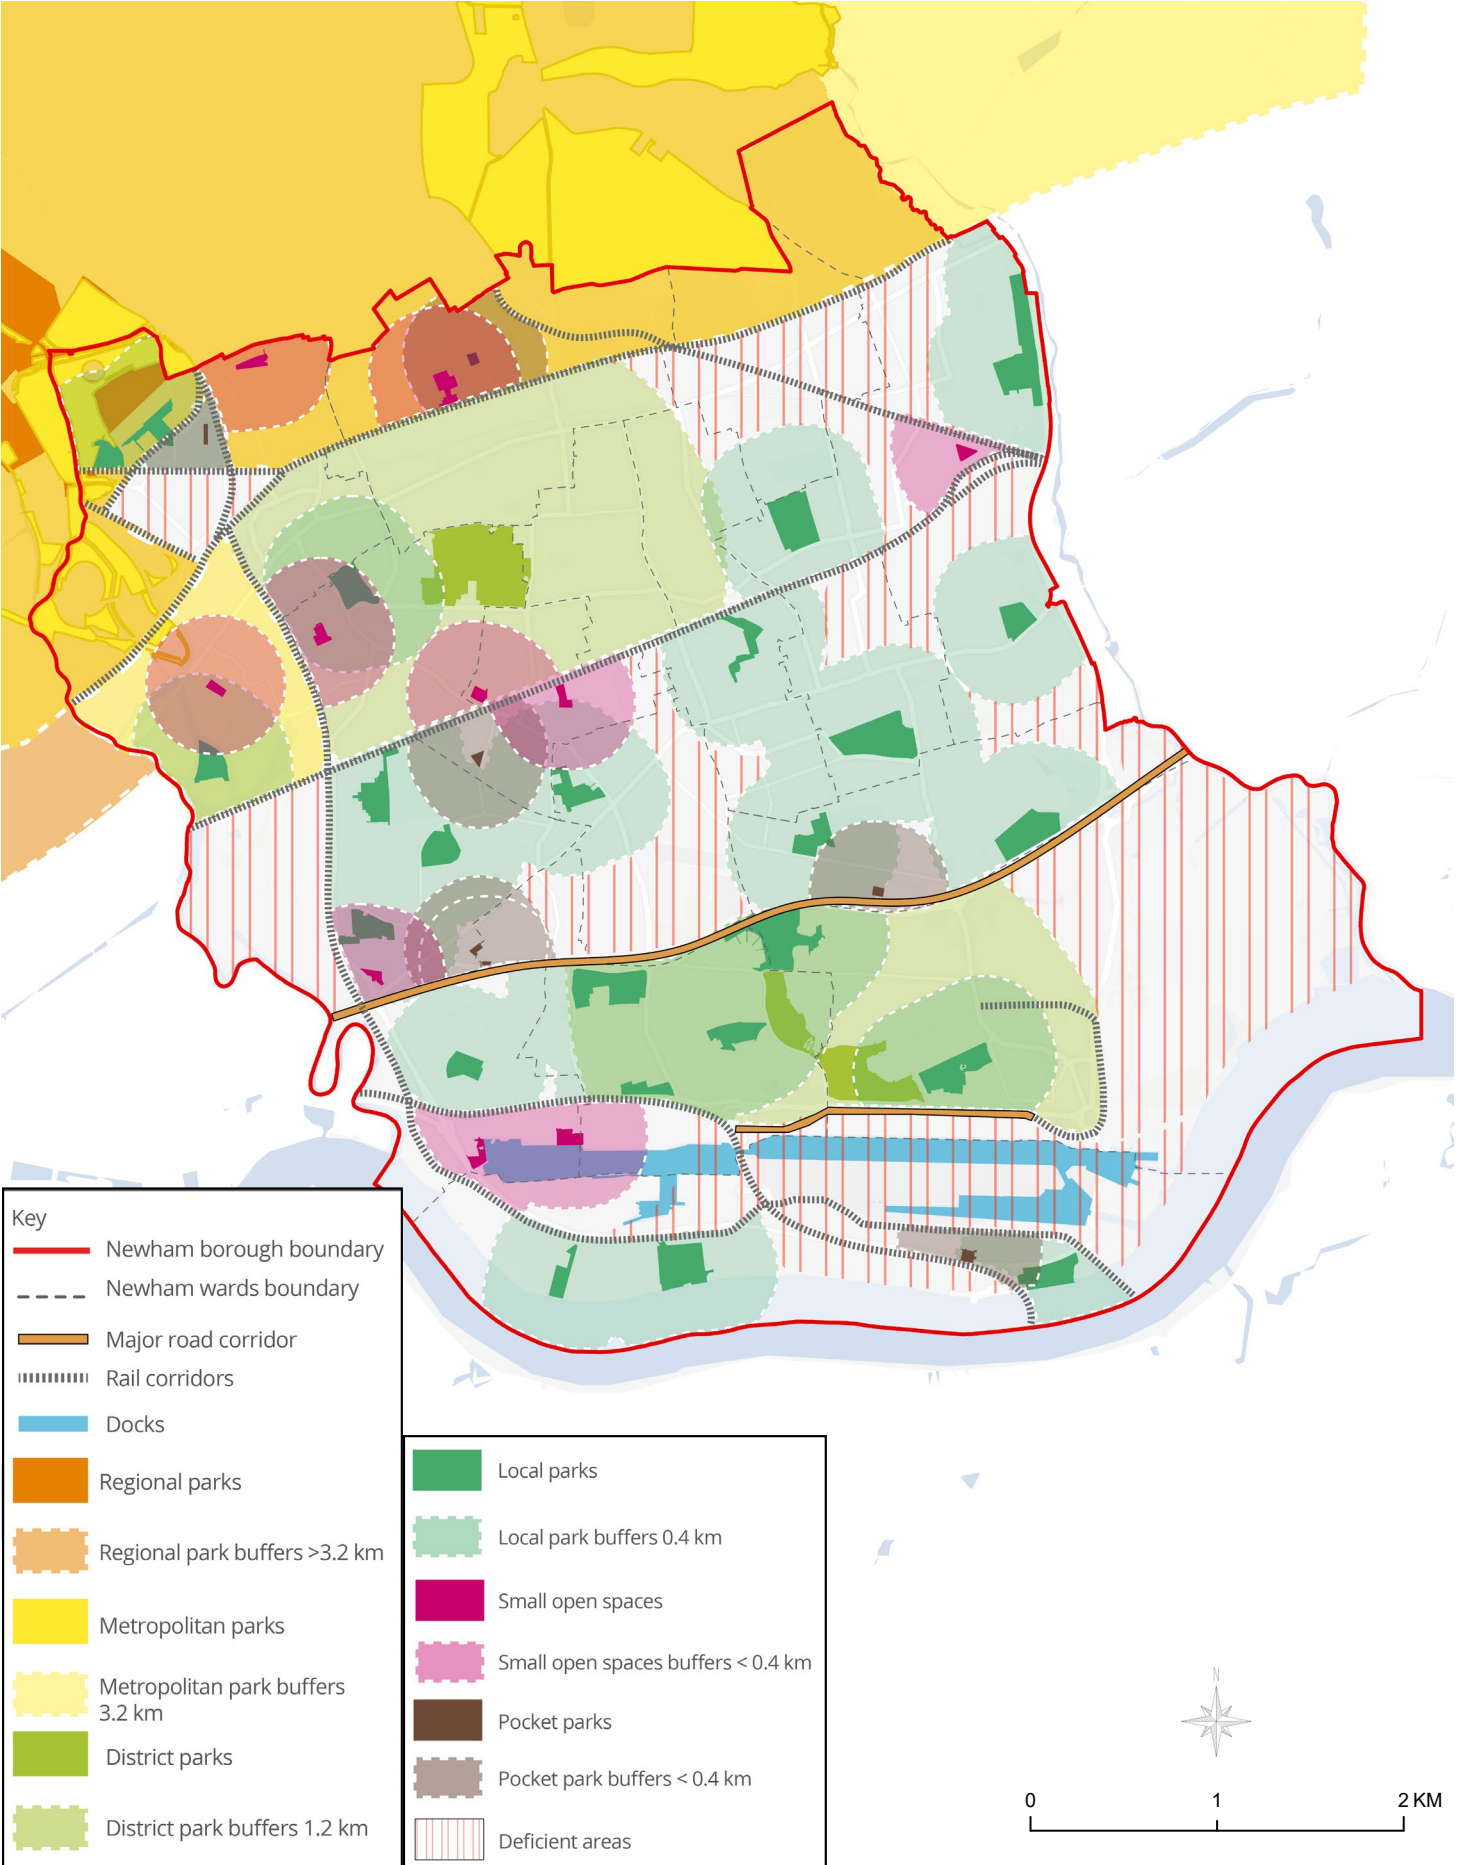 Key
Newham borough boundary
Newham wards boundary
Major road corridor
Rail corridors
Docks
Regional parks
Regional park buffers >3.2 km
Metropolitan parks
Metropolitan park buffers
3.2 km
District parks
District park buffers 1.2 km
Local parks
Local park buffers 0.4 km
Small open spaces
Small open spaces buffers < 0.4 km
Pocket parks
Pocket park buffers < 0.4 km
Deficient areas
N
0 1 2 KM